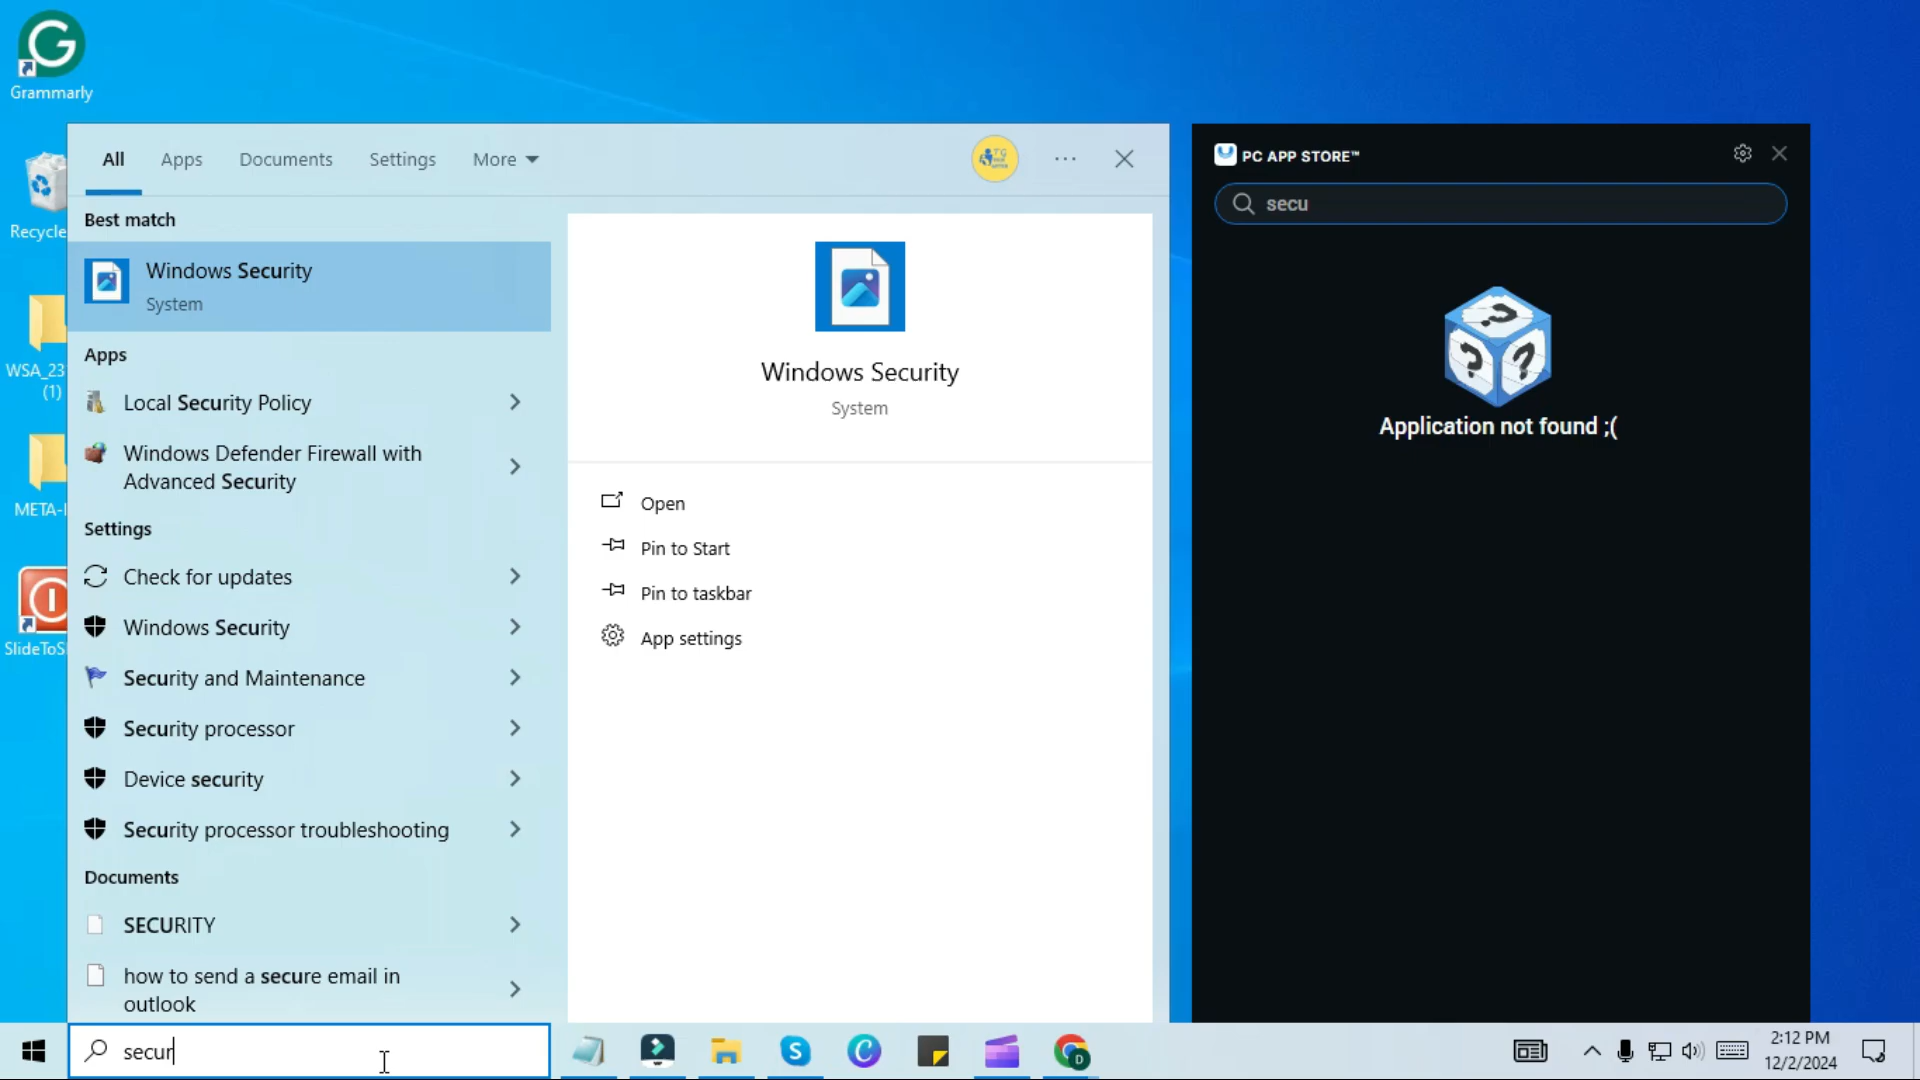 Grammarly
Recycle
WSA_23
(1)
META-I
SlideToS
All
Apps
Documents
Settings
More
Best match
Windows Security
System
Apps
Local Security Policy
Windows Defender Firewall with
Advanced Security
Settings
Check for updates
Windows Security
Security and Maintenance
Security processor
Device security
Security processor troubleshooting
Documents
SECURITY
how to send a secure email in
outlook
Windows Security
System
Open
Pin to Start
Pin to taskbar
App settings
PC APP STORE™
secu
Application not found ;(
secur
D
2:12 PM
12/2/2024